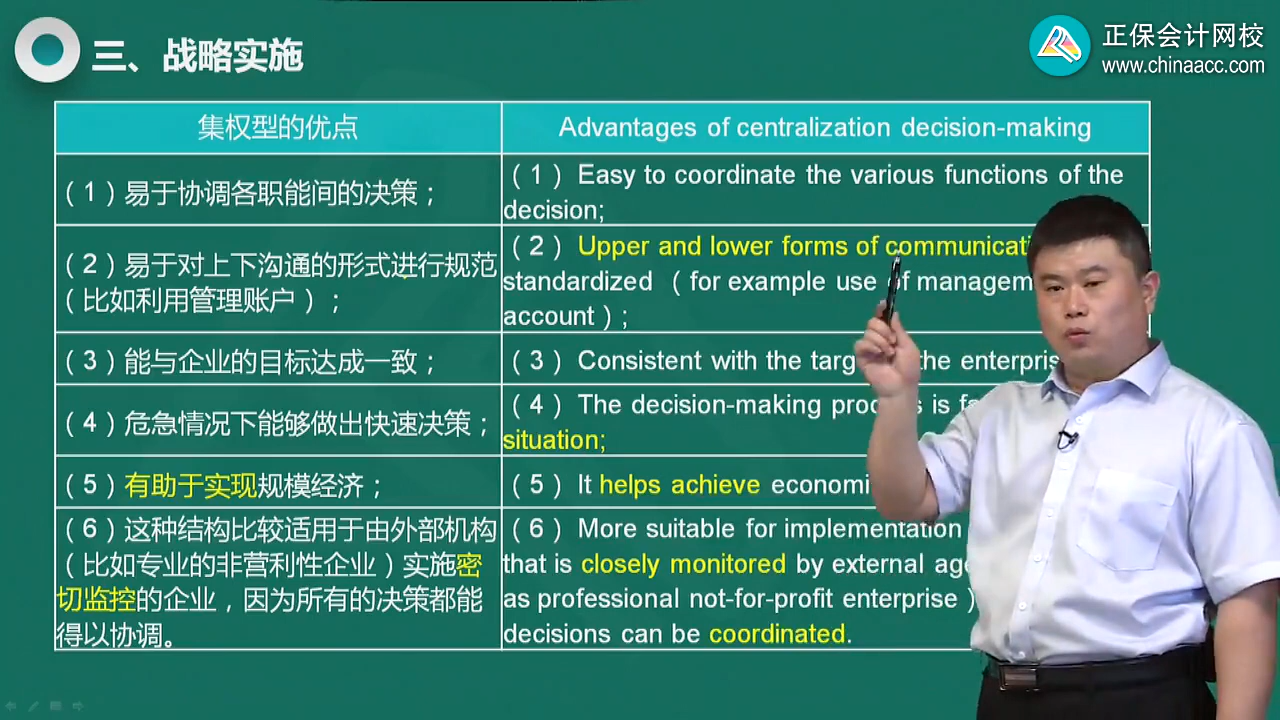 三、战略实施
正保会计网校
www.chinaacc.com
集权型的优点
Advantages of centralization decision-making
(1)易于协调各职能间的决策;
(1) Easy to coordinate the various functions of the
decision;
(2)易于对上下沟通的形式进行规范
(比如利用管理账户);
(2) Upper and lower forms of
standardized (for example use
account);
(3)能与企业的目标达成一致;
(3) Consistent with the the
(4)危急情况下能够做出快速决策;
(4) The decision-making is
situation;
(5)有助于实现规模经济;
(5) It helps achieve
(6)这种结构比较适用于由外部机构
(比如专业的非营利性企业)实施密
切监控的企业,因为所有的决策都能
得以协调。
(6) More suitable for implementation
that is closely monitored by external
as professional not-for-profit enterprise)
decisions can be coordinated.